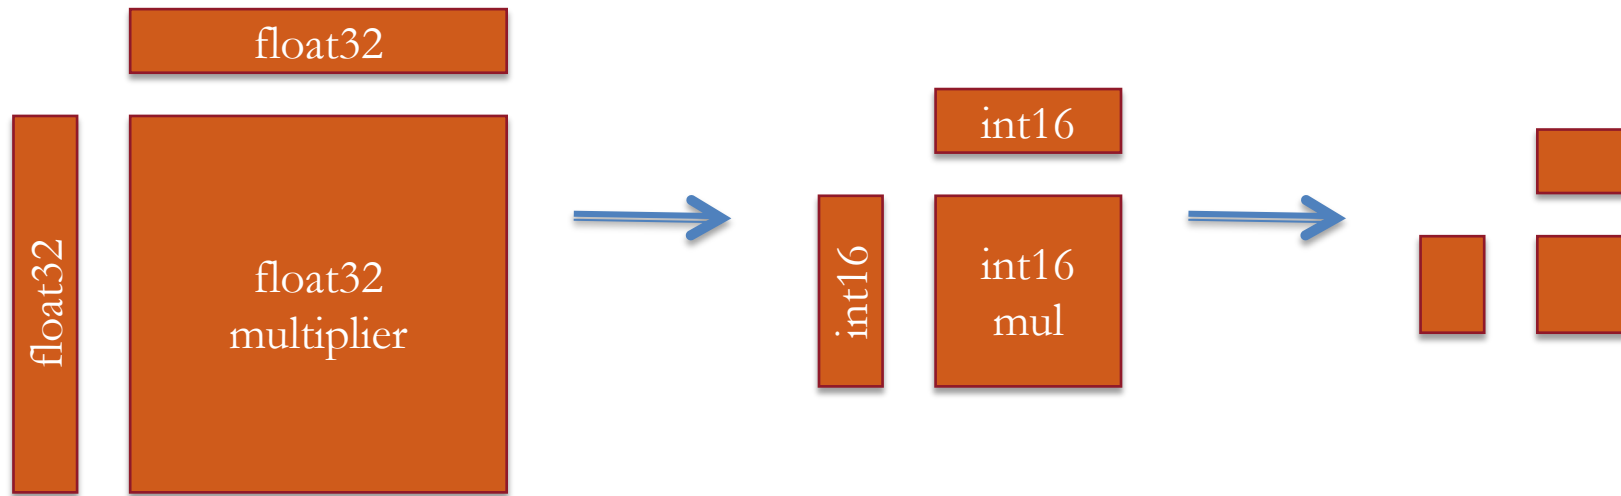 float32
float32
float32
multiplier
int16
int16
int16
mul